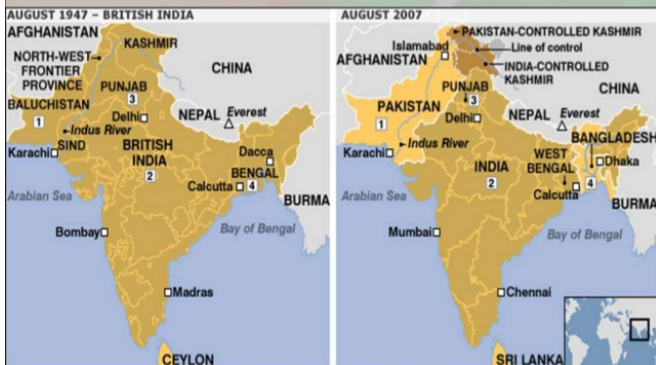 AUGUST 1947 – BRITISH INDIA
AFGHANISTAN
KASHMIR
NORTH-WEST
FRONTIER
PROVINCE
CHINA
PUNJAB
3
BALUCHISTAN
1
Delhi
NEPAL
Everest
Indus River
SIND
Karachi
BRITISH
INDIA
2
Dacca
BENGAL
Calcutta
4
Arabian Sea
BURMA
Bombay
Bay of Bengal
Madras
CEYLON
AUGUST 2007
PAKISTAN-CONTROLLED KASHMIR
Islamabad
Line of control
AFGHANISTAN
INDIA-CONTROLLED
KASHMIR
CHINA
PUNJAB
3
PAKISTAN
1
Delhi
NEPAL
Everest
Indus River
BANGLADESH
Karachi
INDIA
2
WEST
BENGAL
Dhaka
Calcutta
4
Arabian Sea
BURMA
Mumbai
Bay of Bengal
Chennai
SRI LANKA